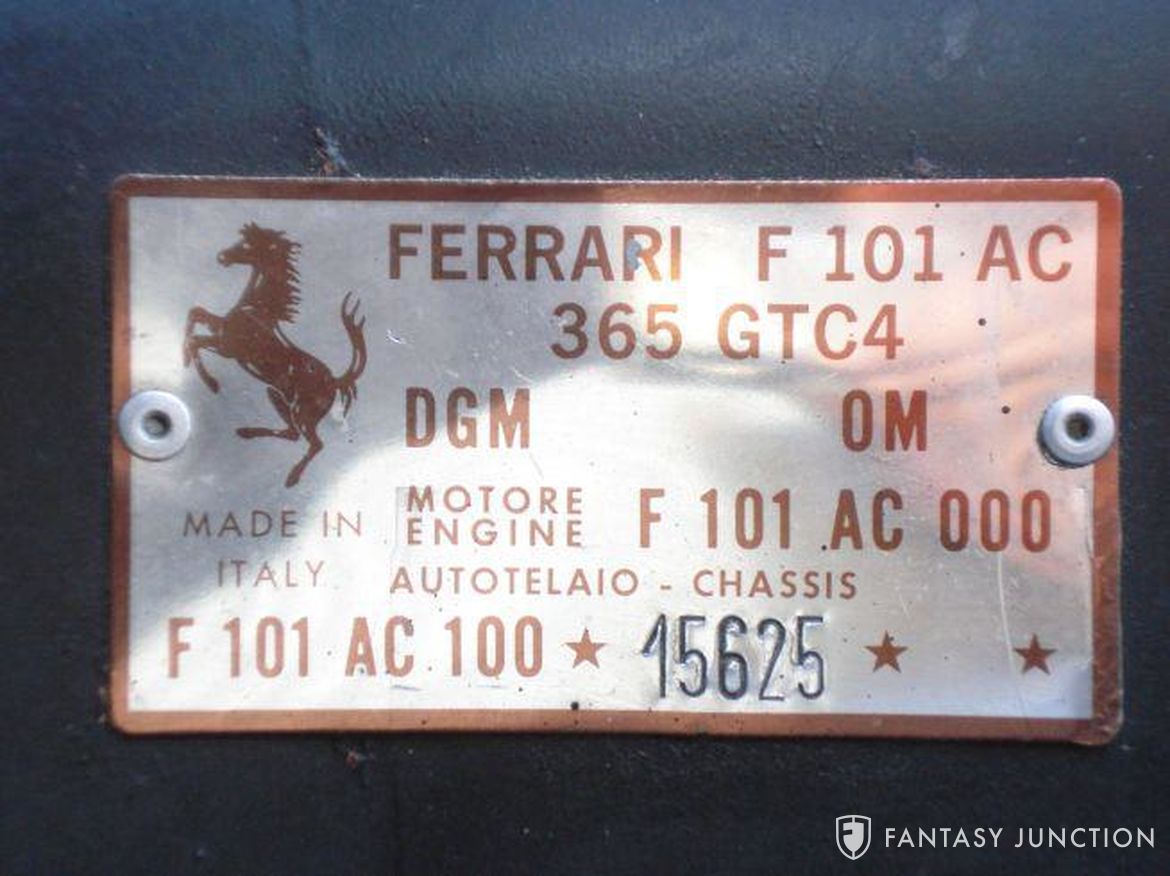 FERRARI F 101 AC
365 GTC4
DGM OM
MOTORE
ENGINE
F 101 AC 000
MADE IN
ITALY
AUTOTELAIO - CHASSIS
F 101 AC 100 ★ 15625 ★ ★
FANTASY JUNCTION